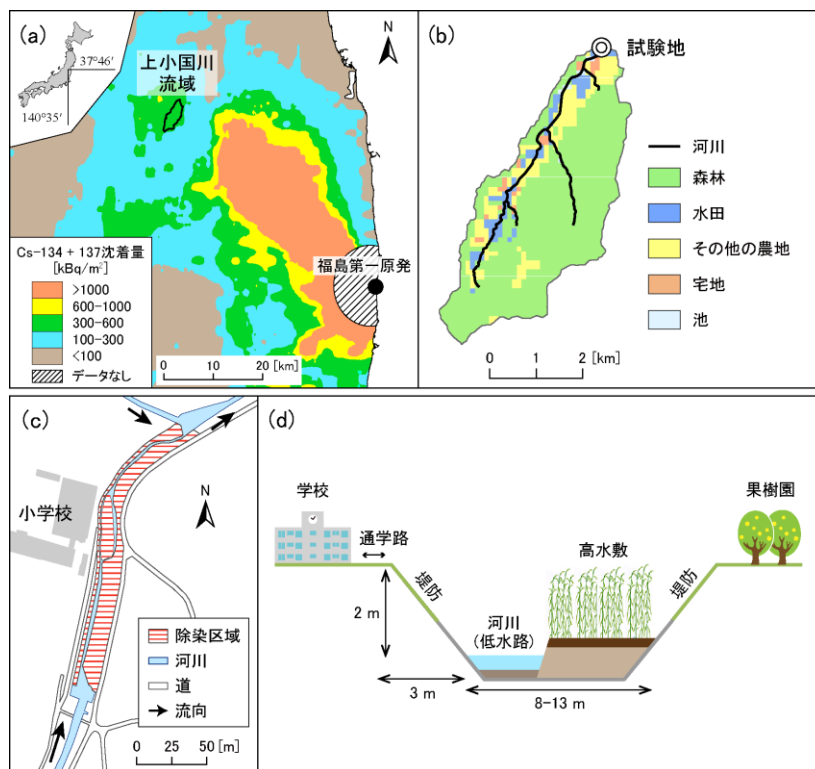 (a)
37°46′
140°35′
上小国川
流域
N
Cs-134 + 137沈着量
[kBq/m²]
>1000
600-1000
300-600
100-300
<100
データなし
福島第一原発
0 10 20 [km]
(b)
試験地
河川
森林
水田
その他の農地
宅地
池
0 1 2 [km]
(c)
小学校
N
除染区域
河川
道
流向
0 25 50 [m]
(d)
学校
通学路
果樹園
高水敷
堤防
堤防
2 m
河川
(低水路)
3 m
8-13 m